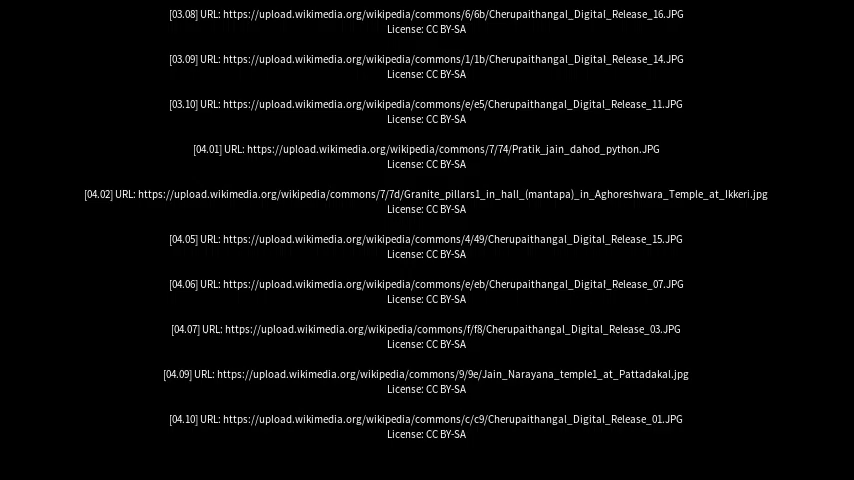 [03.08] URL: https://upload.wikimedia.org/wikipedia/commons/6/6b/Cherupaithangal_Digital_Release_16.JPG
License: CC BY-SA
[03.09] URL: https://upload.wikimedia.org/wikipedia/commons/1/1b/Cherupaithangal_Digital_Release_14.JPG
License: CC BY-SA
[03.10] URL: https://upload.wikimedia.org/wikipedia/commons/e/e5/Cherupaithangal_Digital_Release_11.JPG
License: CC BY-SA
[04.01] URL: https://upload.wikimedia.org/wikipedia/commons/7/74/Pratik_jain_dahod_python.JPG
License: CC BY-SA
[04.02] URL: https://upload.wikimedia.org/wikipedia/commons/7/7d/Granite_pillars1_in_hall_(mantapa)_in_Aghoreshwara_Temple_at_Ikkeri.jpg
License: CC BY-SA
[04.05] URL: https://upload.wikimedia.org/wikipedia/commons/4/49/Cherupaithangal_Digital_Release_15.JPG
License: CC BY-SA
[04.06] URL: https://upload.wikimedia.org/wikipedia/commons/e/eb/Cherupaithangal_Digital_Release_07.JPG
License: CC BY-SA
[04.07] URL: https://upload.wikimedia.org/wikipedia/commons/f/f8/Cherupaithangal_Digital_Release_03.JPG
License: CC BY-SA
[04.09] URL: https://upload.wikimedia.org/wikipedia/commons/9/9e/Jain_Narayana_temple1_at_Pattadakal.jpg
License: CC BY-SA
[04.10] URL: https://upload.wikimedia.org/wikipedia/commons/c/c9/Cherupaithangal_Digital_Release_01.JPG
License: CC BY-SA